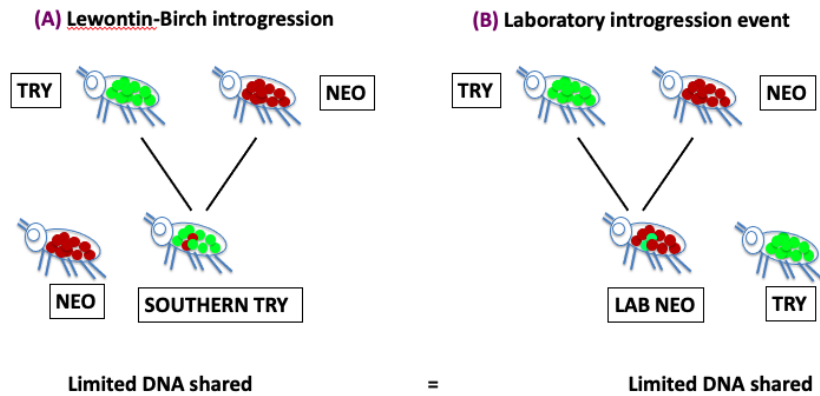 (A) Lewontin-Birch introgression
(B) Laboratory introgression event
TRY
NEO
TRY
NEO
NEO
SOUTHERN TRY
LAB NEO
TRY
Limited DNA shared
=
Limited DNA shared